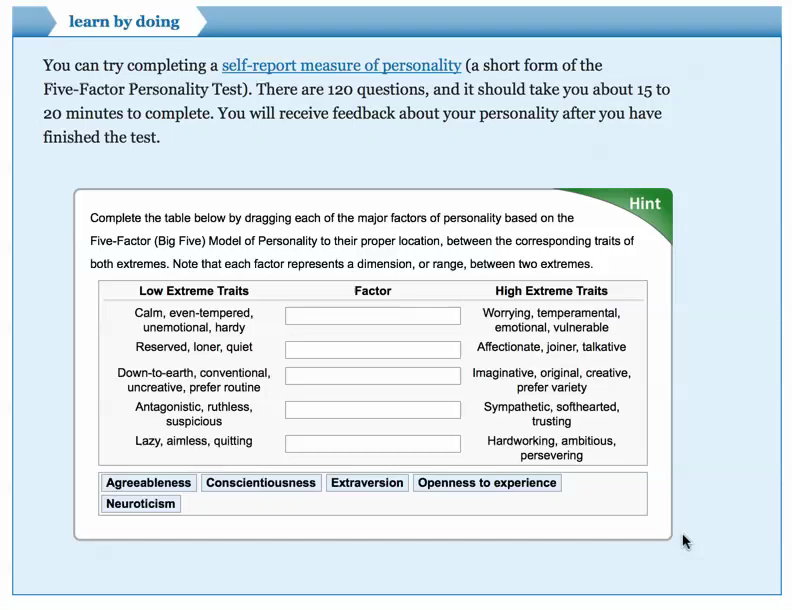 learn by doing
You can try completing a self-report measure of personality (a short form of the
Five-Factor Personality Test). There are 120 questions, and it should take you about 15 to
20 minutes to complete. You will receive feedback about your personality after you have
finished the test.
Hint
Complete the table below by dragging each of the major factors of personality based on the
Five-Factor (Big Five) Model of Personality to their proper location, between the corresponding traits of
both extremes. Note that each factor represents a dimension, or range, between two extremes.
Low Extreme Traits Factor High Extreme Traits
Calm, even-tempered, Worrying, temperamental,
unemotional, hardy emotional, vulnerable
Reserved, loner, quiet Affectionate, joiner, talkative
Down-to-earth, conventional, Imaginative, original, creative,
uncreative, prefer routine prefer variety
Antagonistic, ruthless, Sympathetic, softhearted,
suspicious trusting
Lazy, aimless, quitting Hardworking, ambitious,
persevering
Agreeableness Conscientiousness Extraversion Openness to experience
Neuroticism